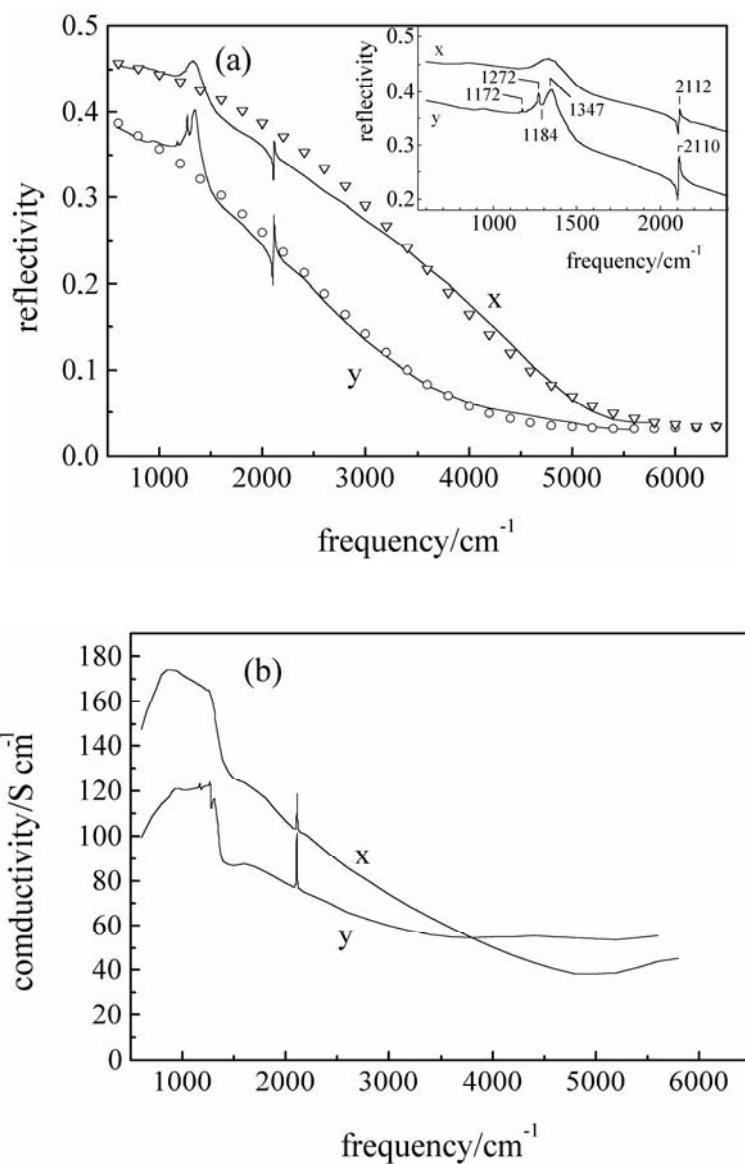 (a)
0.5
0.4
0.3
0.2
0.1
0.0
reflectivity
1000 2000 3000 4000 5000 6000
frequency/cm⁻¹
x
y
x
y
0.4
0.3
0.2
reflectivity
1272
1172
1184
1347
2112
2110
1000 1500 2000
frequency/cm⁻¹
(b)
180
160
140
120
100
80
60
40
20
0
comductivity/S cm⁻¹
x
y
1000 2000 3000 4000 5000 6000
frequency/cm⁻¹